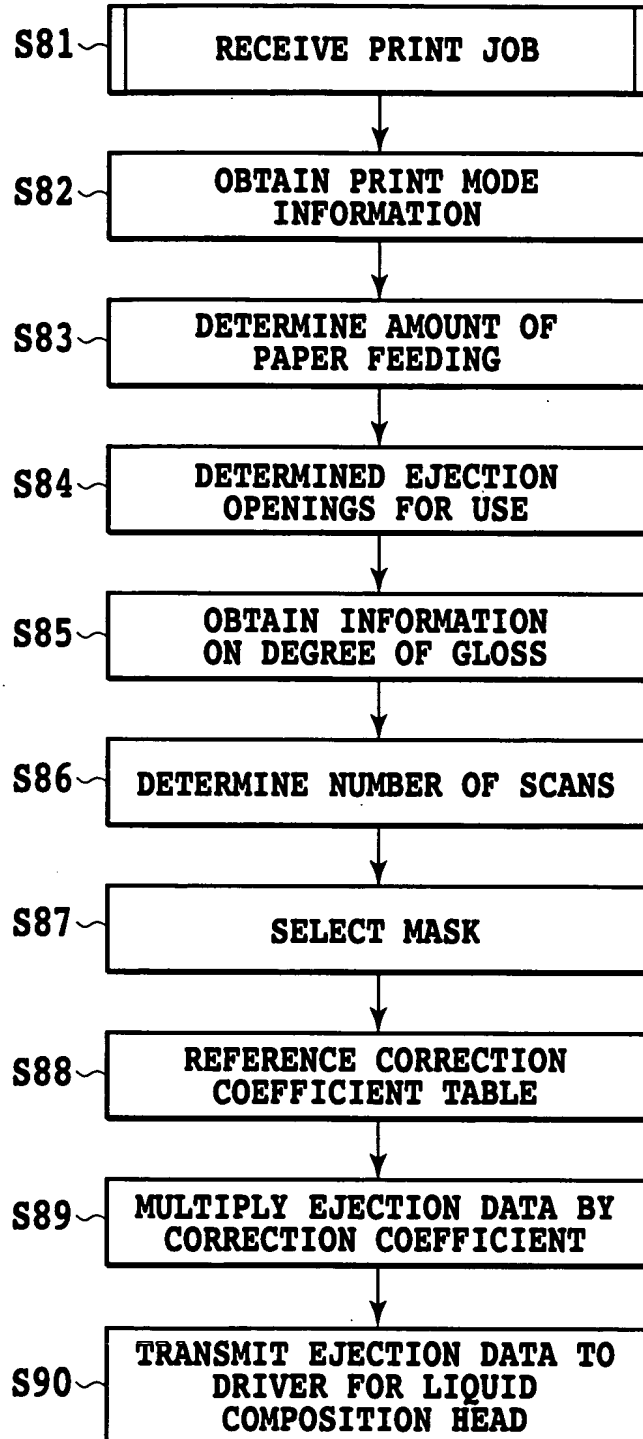 S81 RECEIVE PRINT JOB
S82 OBTAIN PRINT MODE
INFORMATION
S83 DETERMINE AMOUNT OF
PAPER FEEDING
S84 DETERMINED EJECTION
OPENINGS FOR USE
S85 OBTAIN INFORMATION
ON DEGREE OF GLOSS
S86 DETERMINE NUMBER OF SCANS
S87 SELECT MASK
S88 REFERENCE CORRECTION
COEFFICIENT TABLE
S89 MULTIPLY EJECTION DATA BY
CORRECTION COEFFICIENT
S90 TRANSMIT EJECTION DATA TO
DRIVER FOR LIQUID
COMPOSITION HEAD